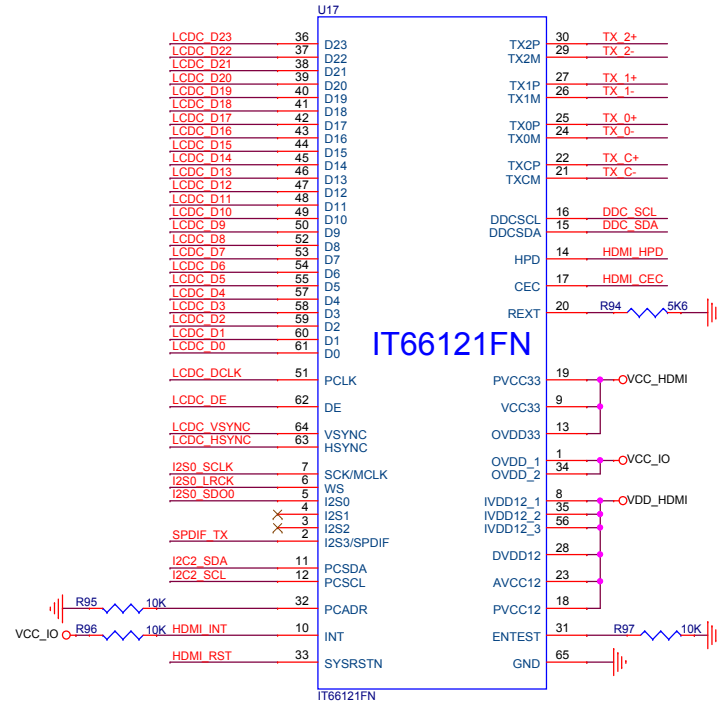 U17
LCDC_D23 36 D23 TX2P 30 TX_2+
LCDC_D22 37 D22 TX2M 29 TX_2-
LCDC_D21 38 D21
LCDC_D20 39 D20 TX1P 27 TX_1+
LCDC_D19 40 D19 TX1M 26 TX_1-
LCDC_D18 41 D18
LCDC_D17 42 D17 TX0P 25 TX_0+
LCDC_D16 43 D16 TX0M 24 TX_0-
LCDC_D15 44 D15
LCDC_D14 45 D14 TXCP 22 TX_C+
LCDC_D13 46 D13 TXCM 21 TX_C-
LCDC_D12 47 D12
LCDC_D11 48 D11
LCDC_D10 49 D10 DDCSCL 16 DDC_SCL
LCDC_D9 50 D9 DDCSDA 15 DDC_SDA
LCDC_D8 52 D8
LCDC_D7 53 D7 HPD 14 HDMI_HPD
LCDC_D6 54 D6
LCDC_D5 55 D5 CEC 17 HDMI_CEC
LCDC_D4 57 D4
LCDC_D3 58 D3 REXT 20 R94 5K6
LCDC_D2 59 D2
LCDC_D1 60 D1
LCDC_D0 61 D0
IT66121FN
LCDC_DCLK 51 PCLK PVCC33 19 VCC_HDMI
LCDC_DE 62 DE VCC33 9
LCDC_VSYNC 64 VSYNC OVDD33 13
LCDC_HSYNC 63 HSYNC
OVDD_1 1 VCC_IO
I2S0_SCLK 7 SCK/MCLK OVDD_2 34
I2S0_LRCK 6 WS
I2S0_SDO0 5 I2S0 IVDD12_1 8 VDD_HDMI
4 I2S1 IVDD12_2 35
3 I2S2 IVDD12_3 56
SPDIF_TX 2 I2S3/SPDIF
I2C2_SDA 11 PCSDA DVDD12 28
I2C2_SCL 12 PCSCL AVCC12 23
R95 10K 32 PCADR PVCC12 18
VCC_IO R96 10K HDMI_INT 10 INT ENTEST 31 R97 10K
HDMI_RST 33 SYSRSTN GND 65
IT66121FN